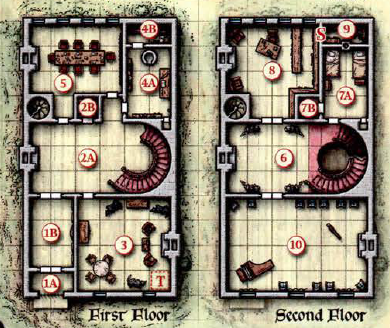 4B
5
4A
2B
2A
1B
3
1A
T
First Floor
S
9
8
7A
7B
6
10
Second Floor